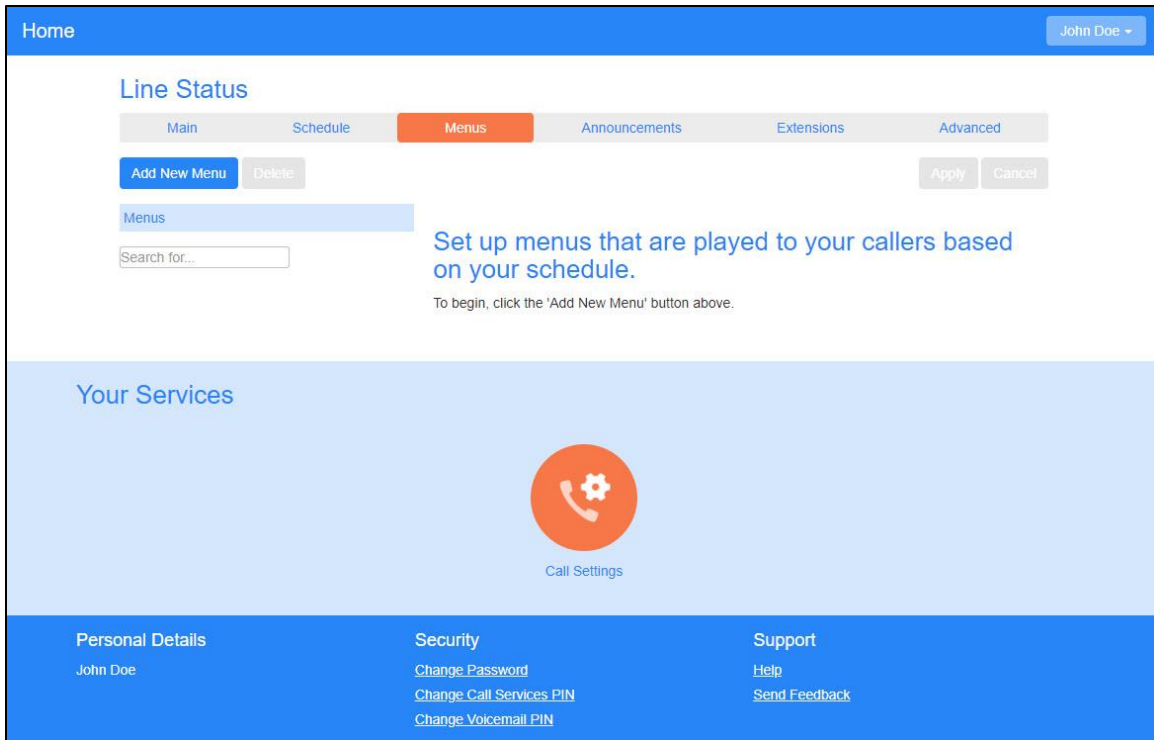 Home
John Doe
Line Status
Main Schedule Menus Announcements Extensions Advanced
Add New Menu Delete Apply Cancel
Menus
Search for...
Set up menus that are played to your callers based
on your schedule.
To begin, click the 'Add New Menu' button above.
Your Services
Call Settings
Personal Details
John Doe
Security
Change Password
Change Call Services PIN
Change Voicemail PIN
Support
Help
Send Feedback